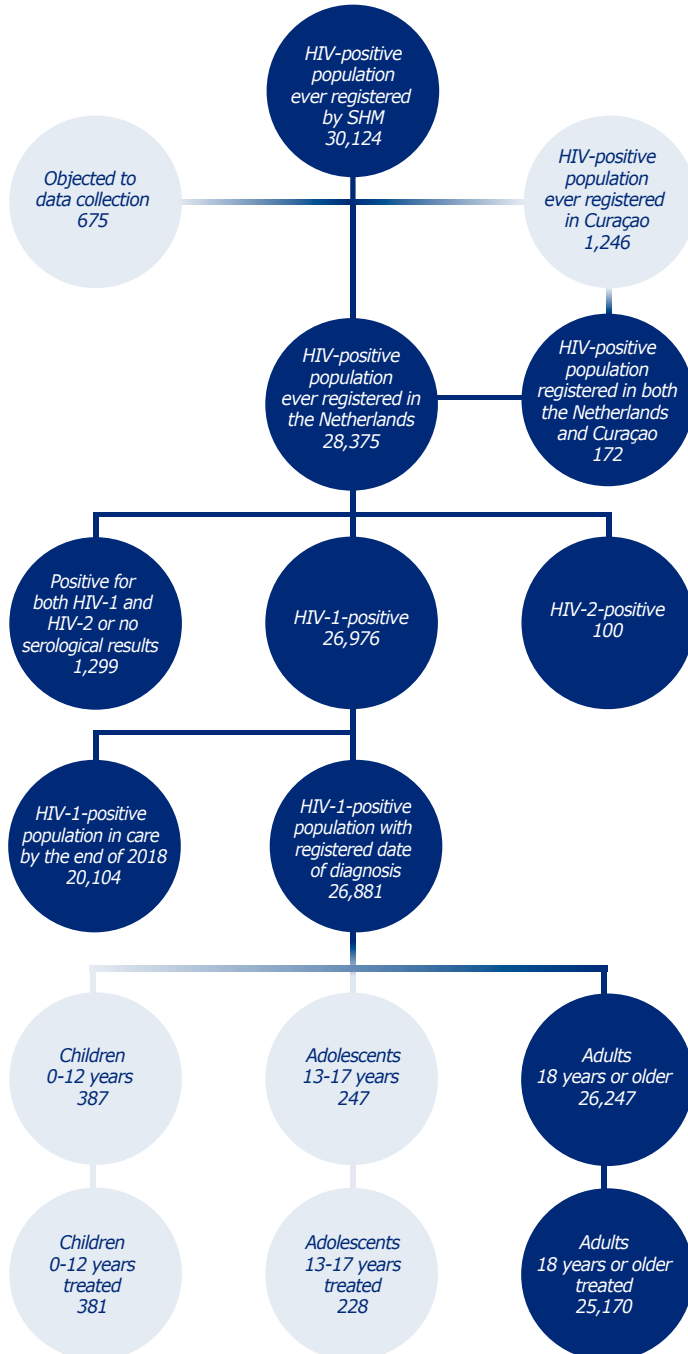 HIV-positive
population
ever registered
by SHM
30,124
Objected to
data collection
675
HIV-positive
population
ever registered
in Curaçao
1,246
HIV-positive
population
ever registered in
the Netherlands
28,375
HIV-positive
population
registered in both
the Netherlands
and Curaçao
172
Positive for
both HIV-1 and
HIV-2 or no
serological results
1,299
HIV-1-positive
26,976
HIV-2-positive
100
HIV-1-positive
population in care
by the end of 2018
20,104
HIV-1-positive
population with
registered date
of diagnosis
26,881
Children
0-12 years
387
Adolescents
13-17 years
247
Adults
18 years or older
26,247
Children
0-12 years
treated
381
Adolescents
13-17 years
treated
228
Adults
18 years or older
treated
25,170